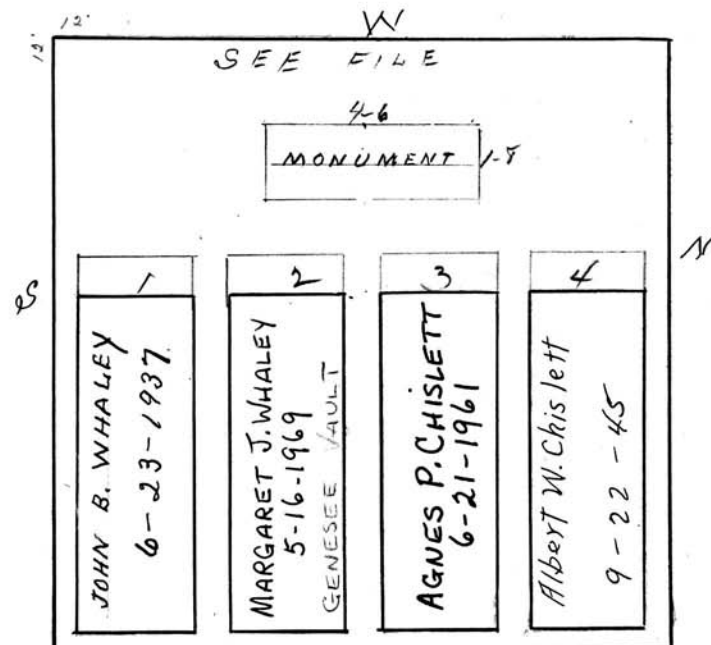 12'
12'
W
SEE FILE
4-6
MONUMENT
1-8
S
N
1
2
3
4
JOHN B. WHALEY
6-23-1937
MARGARET J. WHALEY
5-16-1969
GENESEE VAULT
AGNES P. CHISLETT
6-21-1961
Albert W. Chislett
9-22-45